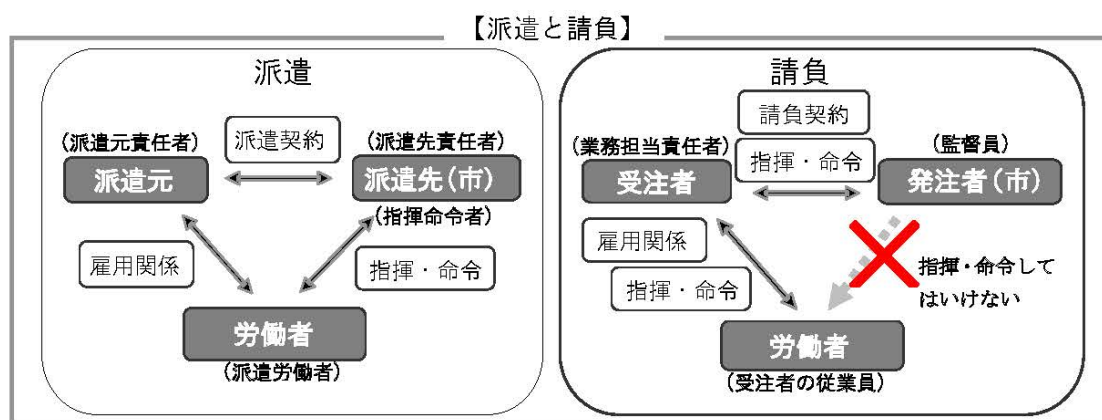 【派遣と請負】
派遣
(派遣元責任者)
派遣契約
(派遣先責任者)
派遣元
派遣先(市)
(指揮命令者)
雇用関係
指揮・命令
労働者
(派遣労働者)
請負
請負契約
(業務担当責任者)
指揮・命令
(監督員)
受注者
発注者(市)
雇用関係
指揮・命令
指揮・命令して
はいけない
労働者
(受注者の従業員)